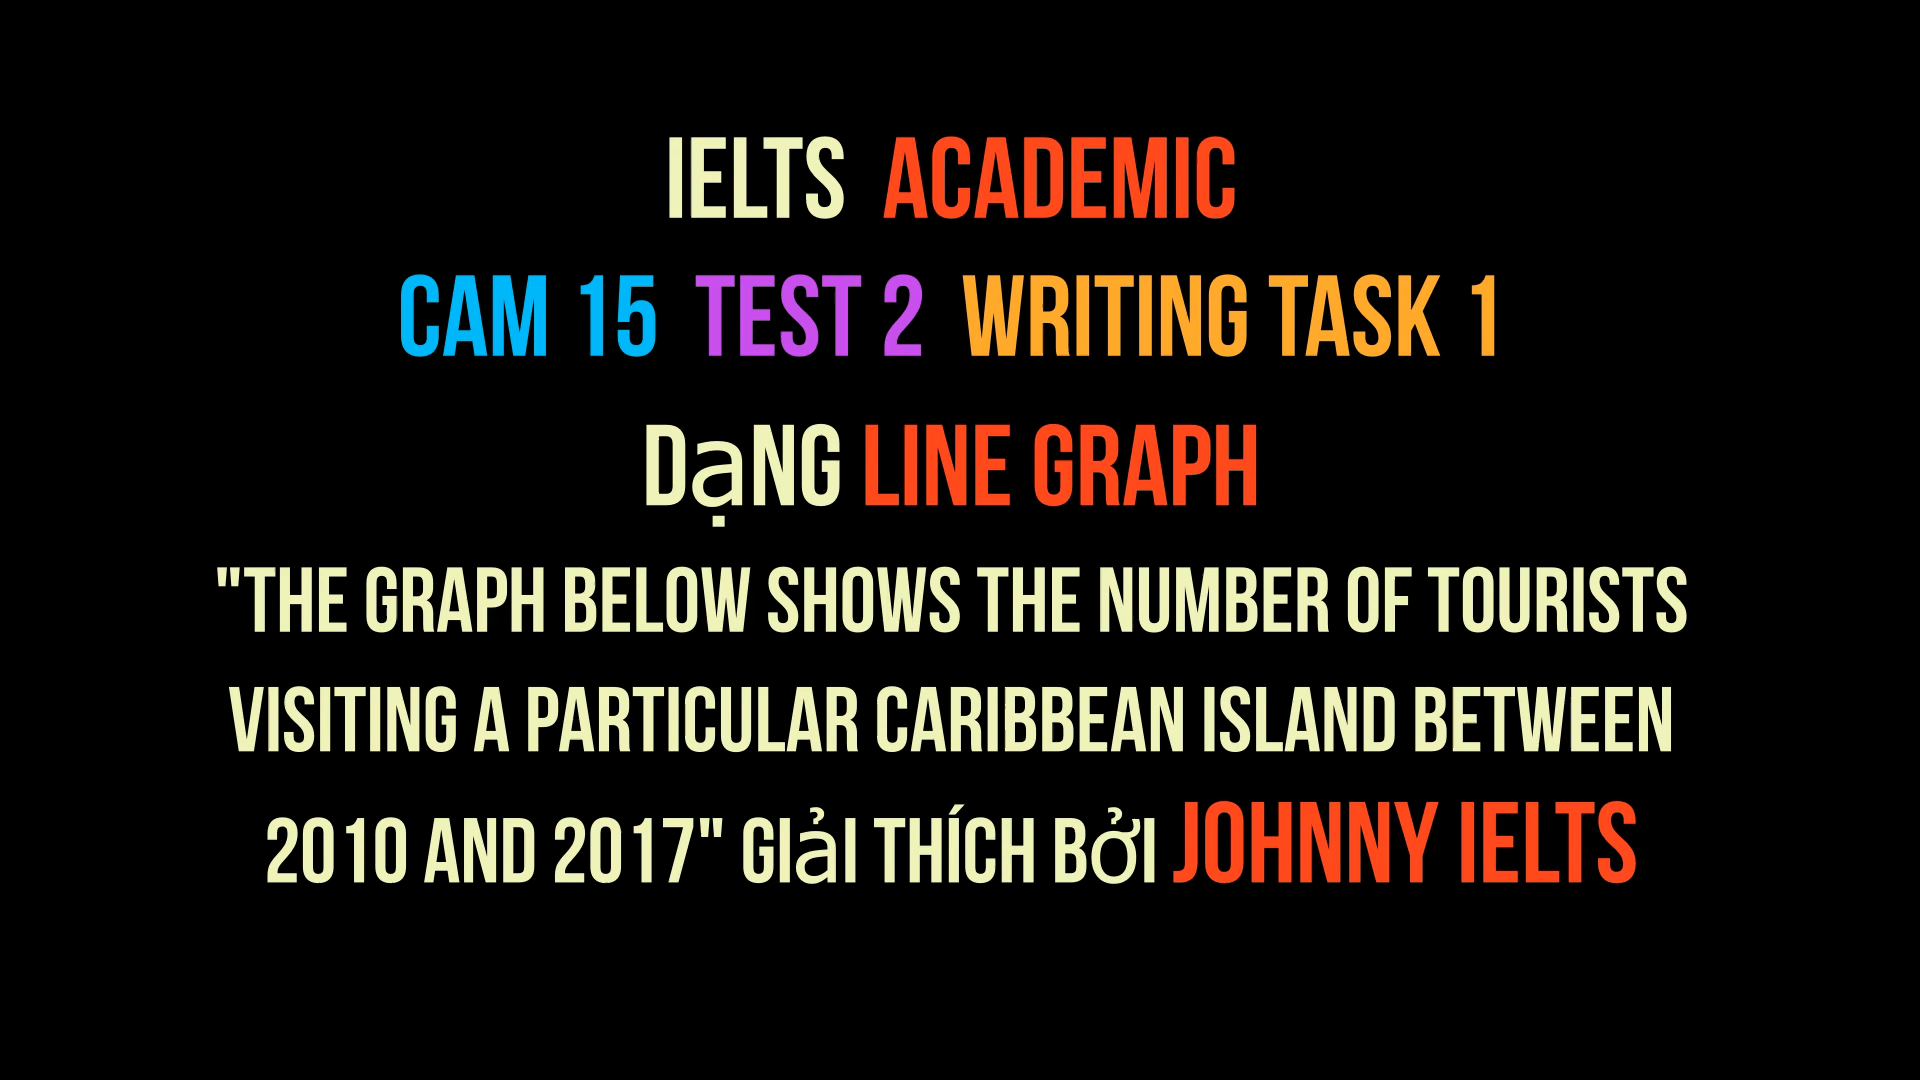 IELTS ACADEMIC
CAM 15 TEST 2 WRITING TASK 1
DạNG LINE GRAPH
"THE GRAPH BELOW SHOWS THE NUMBER OF TOURISTS
VISITING A PARTICULAR CARIBBEAN ISLAND BETWEEN
2010 AND 2017" GIảI THÍCH BởI JOHNNY IELTS